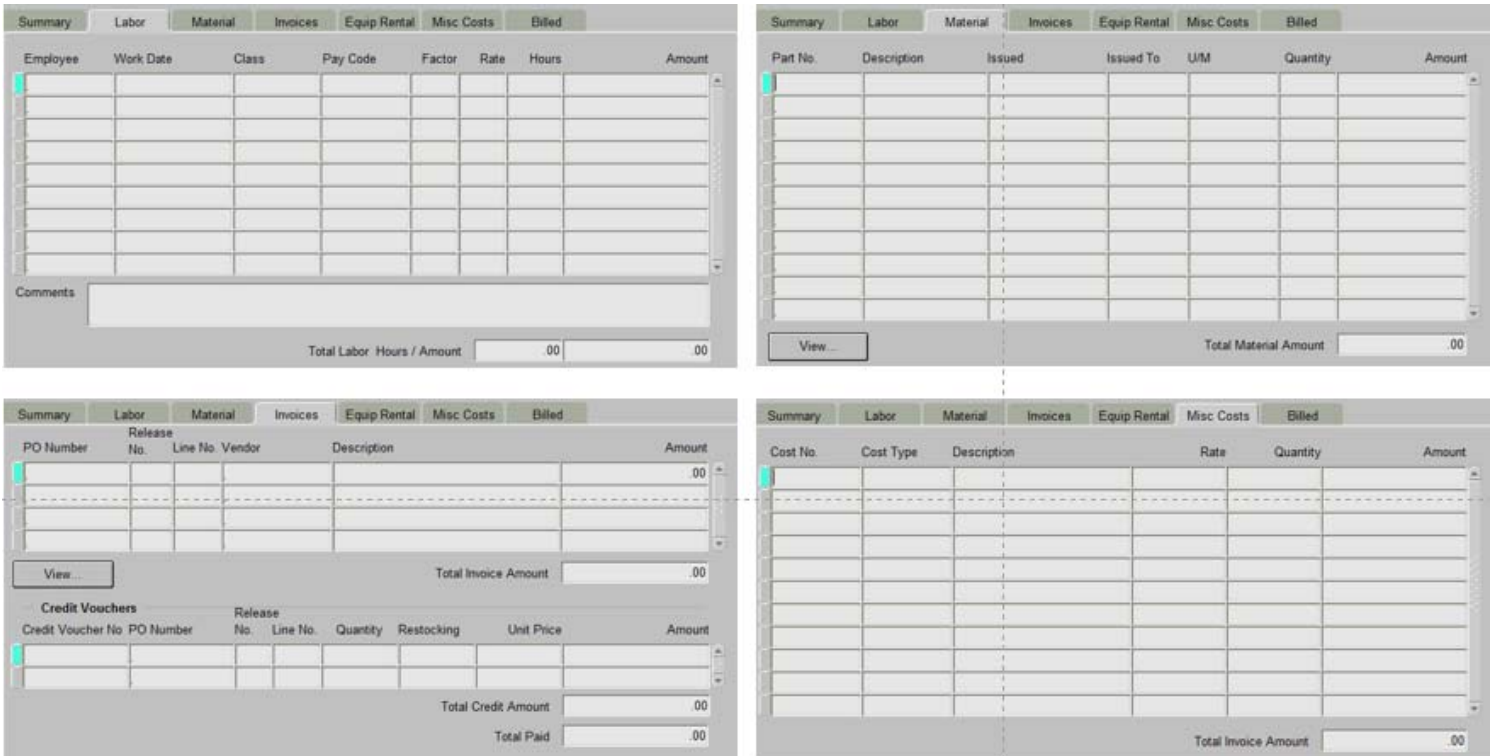 Summary Labor Material Invoices Equip Rental Misc Costs Billed
Employee Work Date Class Pay Code Factor Rate Hours Amount
Comments
Total Labor Hours / Amount .00 .00
Summary Labor Material Invoices Equip Rental Misc Costs Billed
Part No. Description Issued Issued To U/M Quantity Amount
View... Total Material Amount .00
Summary Labor Material Invoices Equip Rental Misc Costs Billed
PO Number Release No. Line No. Vendor Description Amount
.00
View... Total Invoice Amount .00
Credit Vouchers
Credit Voucher No PO Number Release No. Line No. Quantity Restocking Unit Price Amount
Total Credit Amount .00
Total Paid .00
Summary Labor Material Invoices Equip Rental Misc Costs Billed
Cost No. Cost Type Description Rate Quantity Amount
Total Invoice Amount .00